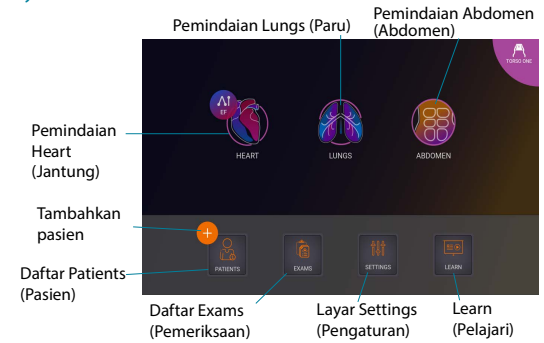 Pemindaian Lungs (Paru)
Pemindaian Abdomen
(Abdomen)
TORSO ONE
EF
HEART
LUNGS
ABDOMEN
Pemindaian
Heart
(Jantung)
Tambahkan
pasien
+
PATIENTS
EXAMS
SETTINGS
LEARN
Daftar Patients
(Pasien)
Daftar Exams
(Pemeriksaan)
Layar Settings
(Pengaturan)
Learn
(Pelajari)